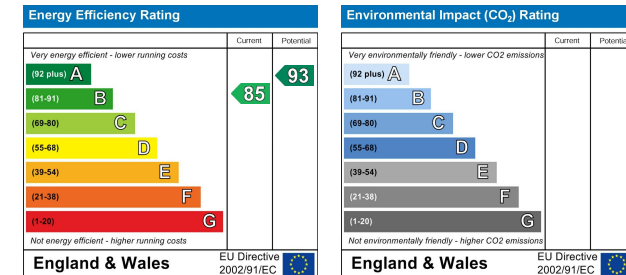 Energy Efficiency Rating
Current Potential
Very energy efficient - lower running costs
(92 plus) A
(81-91) B
(69-80) C
(55-68) D
(39-54) E
(21-38) F
(1-20) G
85
93
Not energy efficient - higher running costs
England & Wales
EU Directive
2002/91/EC
Environmental Impact (CO₂) Rating
Current Potential
Very environmentally friendly - lower CO2 emissions
(92 plus) A
(81-91) B
(69-80) C
(55-68) D
(39-54) E
(21-38) F
(1-20) G
Not environmentally friendly - higher CO2 emissions
England & Wales
EU Directive
2002/91/EC